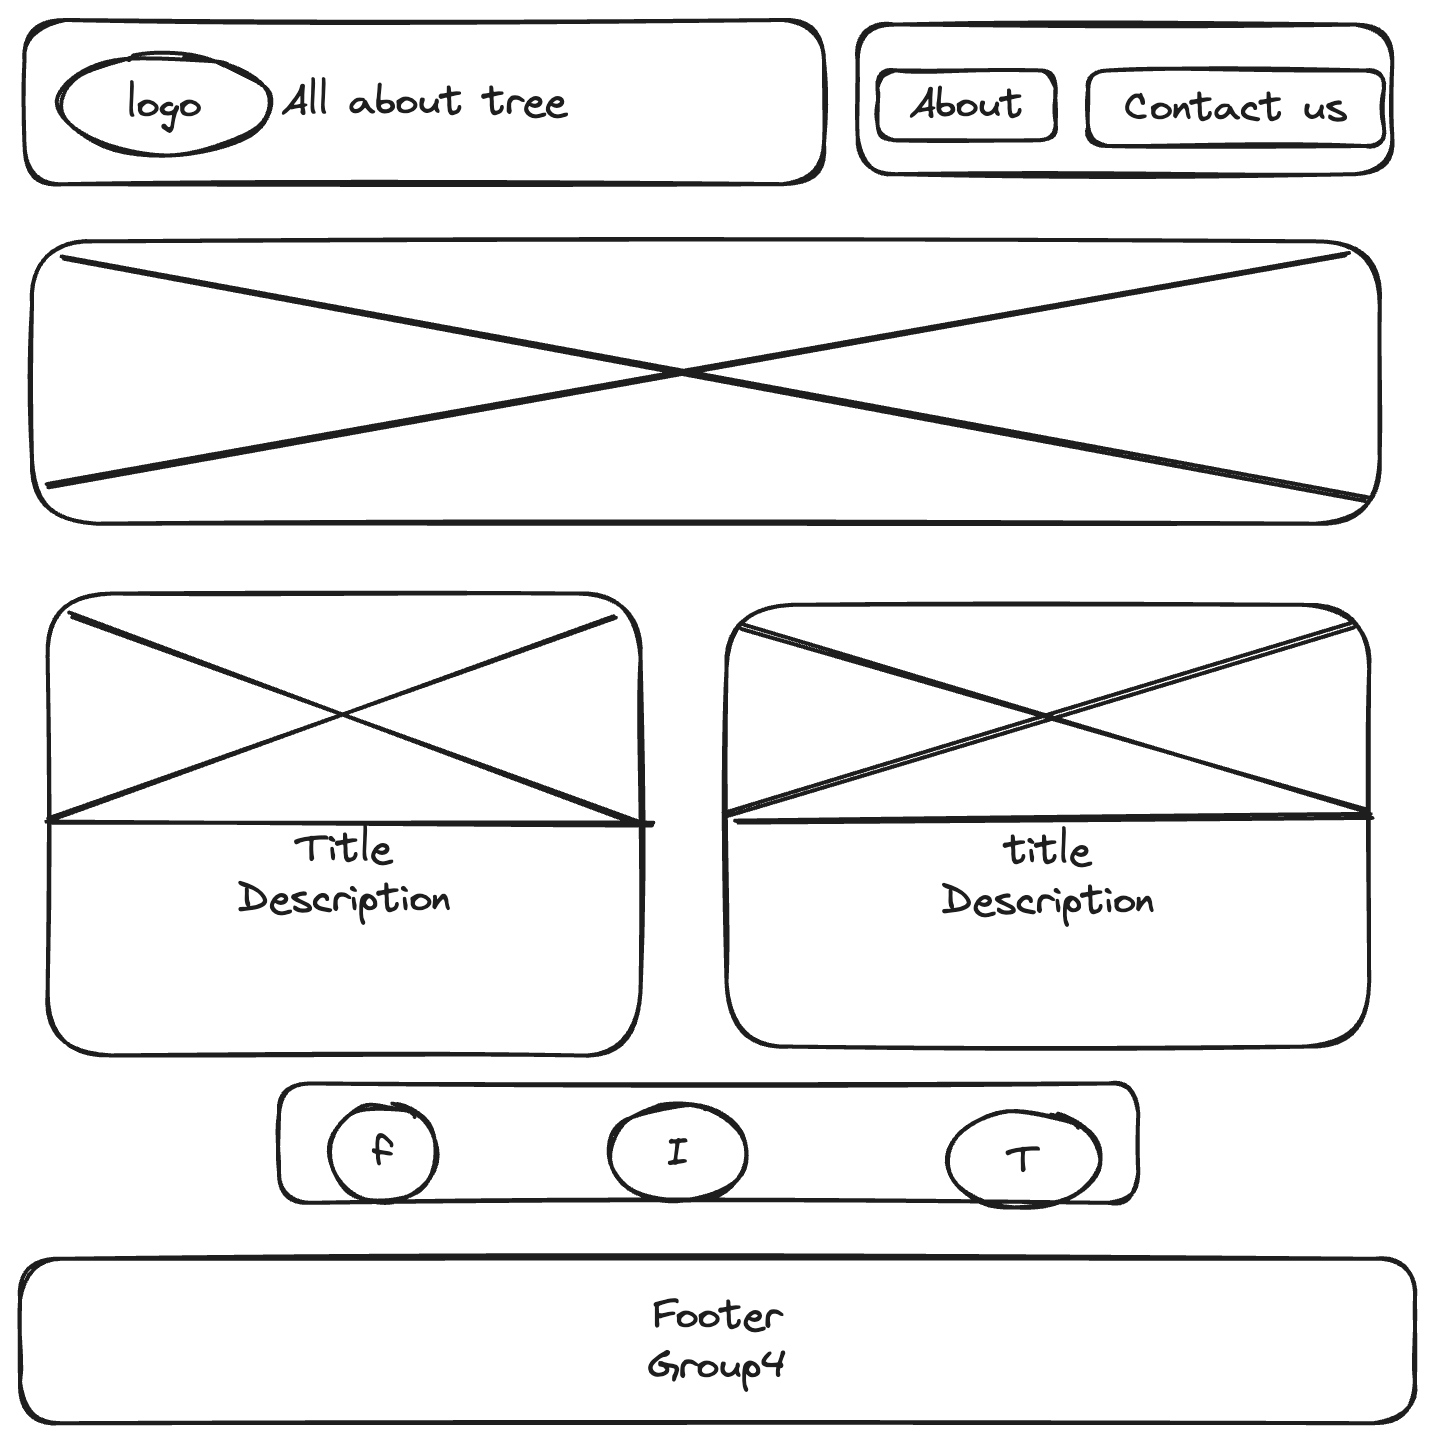 logo
All about tree
About
Contact us
Title
Description
title
Description
f
I
T
Footer
Group4